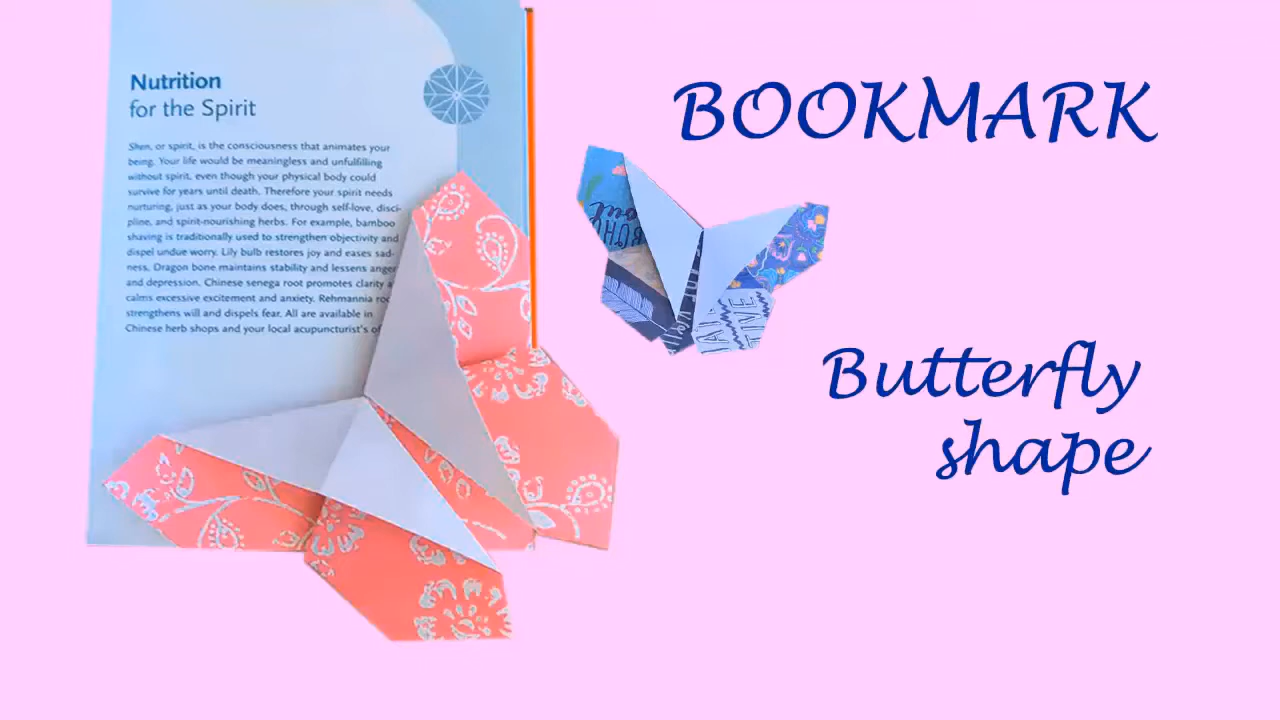 Nutrition
for the Spirit
Shen, or spirit, is the consciousness that animates your
being. Your life would be meaningless and unfulfilling
without spirit, even though your physical body could
survive for years until death. Therefore your spirit needs
nurturing, just as your body does, through self-love, disci-
pline, and spirit-nourishing herbs. For example, bamboo
shaving is traditionally used to strengthen objectivity and
dispel undue worry. Lily bulb restores joy and eases sad-
ness. Dragon bone maintains stability and lessens anger
and depression. Chinese senega root promotes clarity
calms excessive excitement and anxiety. Rehmannia
strengthens will and dispels fear. All are available in
Chinese herb shops and your local acupuncturist's
BOOKMARK
Butterfly
shape